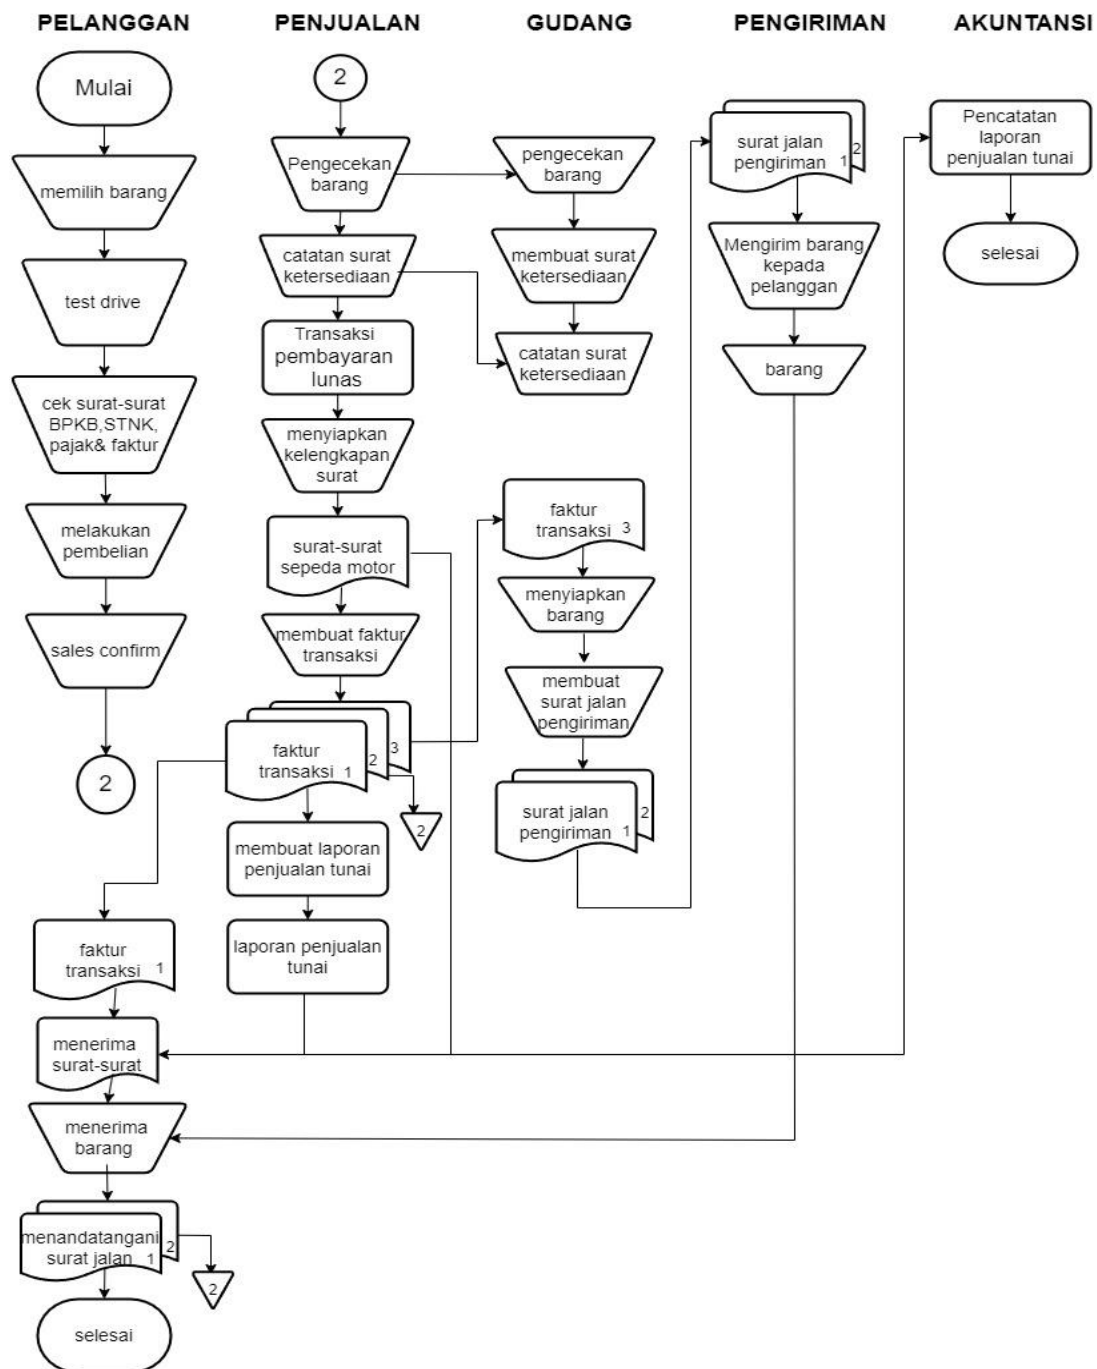 PELANGGAN
PENJUALAN
GUDANG
PENGIRIMAN
AKUNTANSI
Mulai
memilih barang
test drive
cek surat-surat
BPKB,STNK,
pajak& faktur
melakukan
pembelian
sales confirm
2
faktur
transaksi 1
menerima
surat-surat
menerima
barang
menandatangani
surat jalan 1
2
2
selesai
2
Pengecekan
barang
catatan surat
ketersediaan
Transaksi
pembayaran
lunas
menyiapkan
kelengkapan
surat
surat-surat
sepeda motor
membuat faktur
transaksi
faktur
transaksi 1
2
3
2
membuat laporan
penjualan tunai
laporan penjualan
tunai
pengecekan
barang
membuat surat
ketersediaan
catatan surat
ketersediaan
faktur
transaksi 3
menyiapkan
barang
membuat
surat jalan
pengiriman
surat jalan
pengiriman 1
2
surat jalan
pengiriman 1
2
Mengirim barang
kepada
pelanggan
barang
Pencatatan
laporan
penjualan tunai
selesai